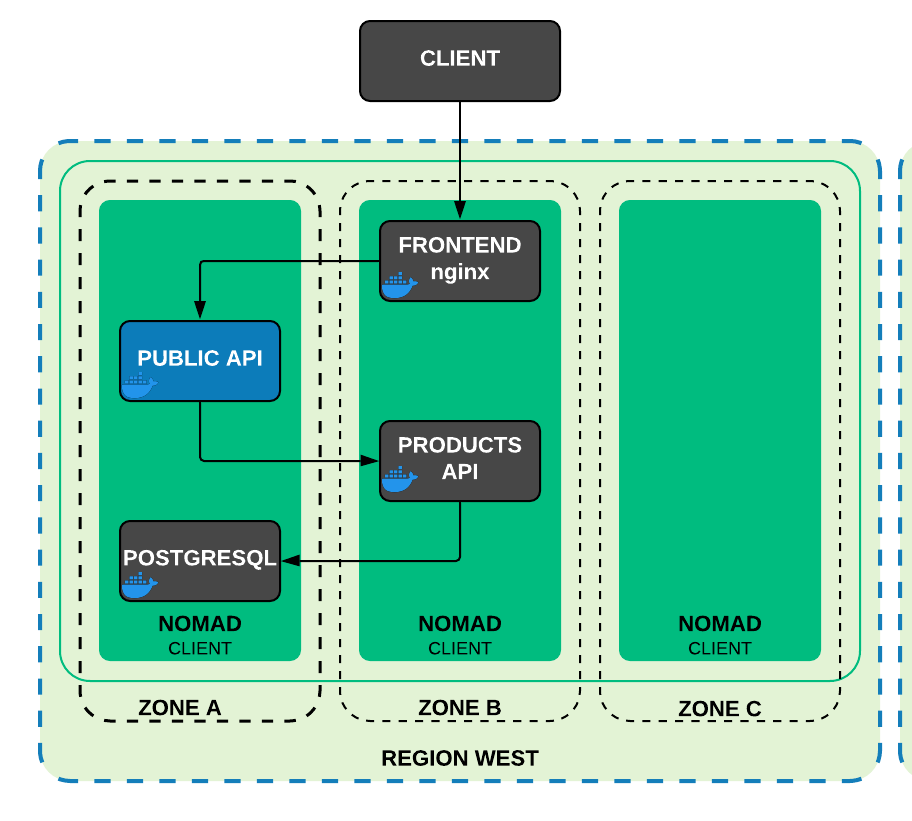 CLIENT
FRONTEND
nginx
PUBLIC API
PRODUCTS
API
POSTGRESQL
NOMAD
CLIENT
NOMAD
CLIENT
NOMAD
CLIENT
ZONE A
ZONE B
ZONE C
REGION WEST